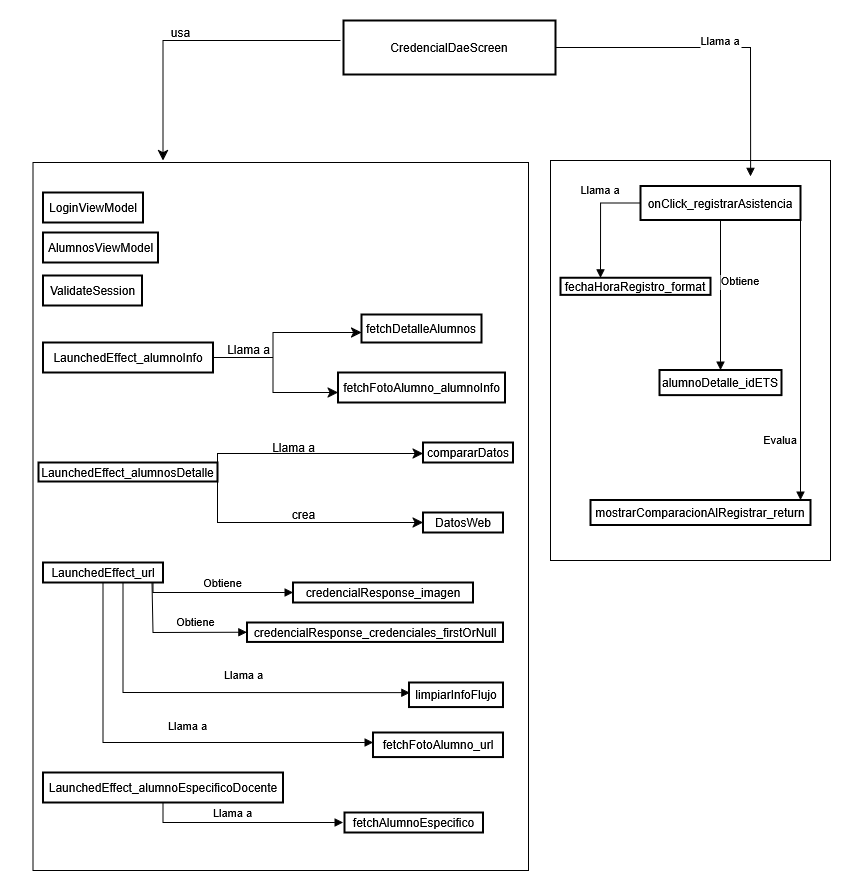 CredencialDaeScreen
usa
Llama a
LoginViewModel
AlumnosViewModel
ValidateSession
LaunchedEffect_alumnoInfo
Llama a
fetchDetalleAlumnos
fetchFotoAlumno_alumnoInfo
LaunchedEffect_alumnosDetalle
Llama a
compararDatos
crea
DatosWeb
LaunchedEffect_url
Obtiene
credencialResponse_imagen
Obtiene
credencialResponse_credenciales_firstOrNull
Llama a
limpiarInfoFlujo
Llama a
fetchFotoAlumno_url
LaunchedEffect_alumnoEspecificoDocente
Llama a
fetchAlumnoEspecifico
onClick_registrarAsistencia
Llama a
fechaHoraRegistro_format
Obtiene
alumnoDetalle_idETS
Evalua
mostrarComparacionAlRegistrar_return